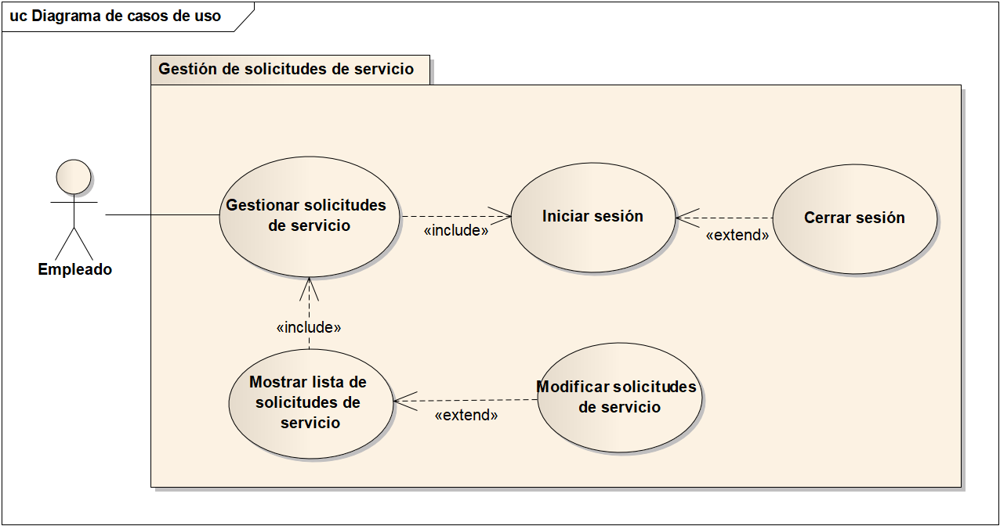 uc Diagrama de casos de uso
Gestión de solicitudes de servicio
Gestionar solicitudes
de servicio
Iniciar sesión
Cerrar sesión
«include»
«extend»
Empleado
«include»
Mostrar lista de
solicitudes de
servicio
Modificar solicitudes
de servicio
«extend»